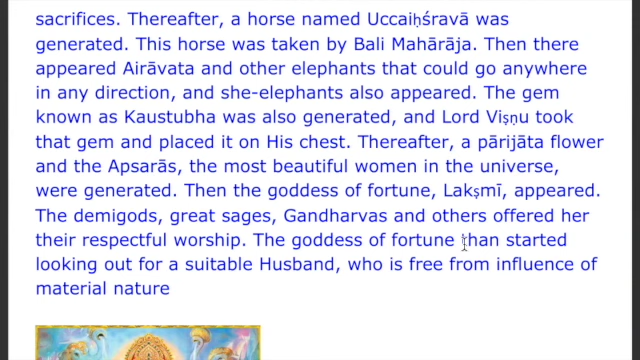 sacrifices. Thereafter, a horse named Uccaiḥśravā was
generated. This horse was taken by Bali Mahārāja. Then there
appeared Airāvata and other elephants that could go anywhere
in any direction, and she-elephants also appeared. The gem
known as Kaustubha was also generated, and Lord Viṣṇu took
that gem and placed it on His chest. Thereafter, a pārijāta flower
and the Apsarās, the most beautiful women in the universe,
were generated. Then the goddess of fortune, Lakṣmī, appeared.
The demigods, great sages, Gandharvas and others offered her
their respectful worship. The goddess of fortune than started
looking out for a suitable Husband, who is free from influence of
material nature